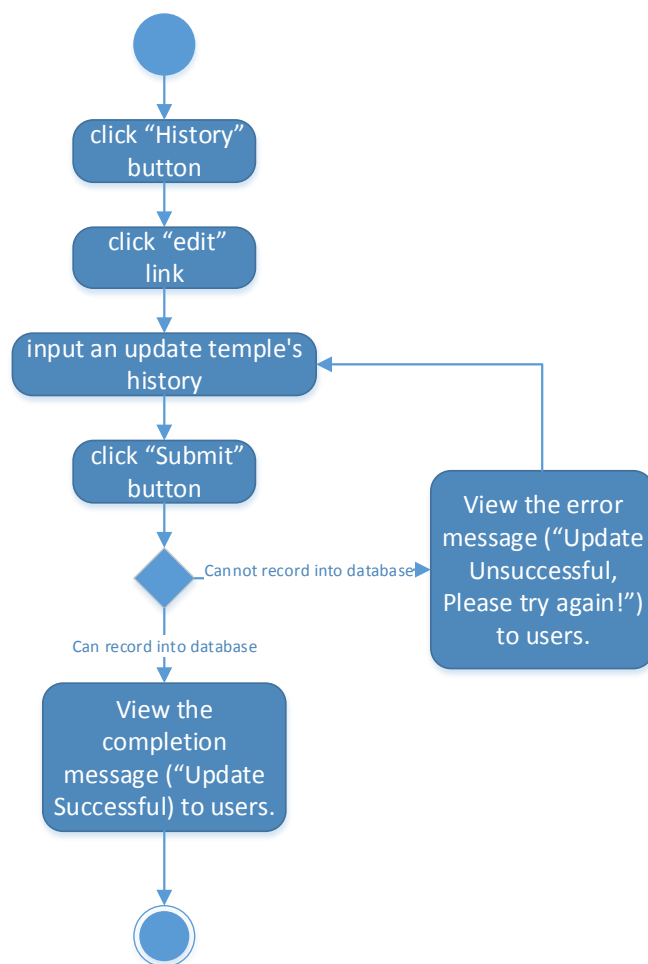 click “History”
button
click “edit”
link
input an update temple's
history
click “Submit”
button
Cannot record into database
View the error
message (“Update
Unsuccessful,
Please try again!”)
to users.
Can record into database
View the
completion
message (“Update
Successful) to users.